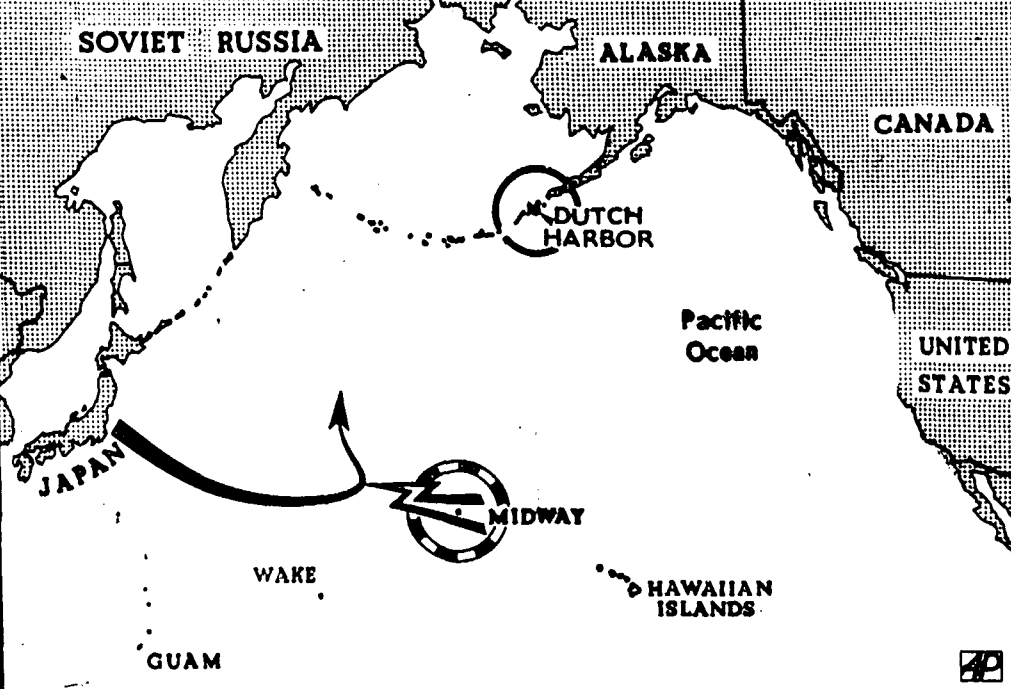 SOVIET RUSSIA
ALASKA
CANADA
DUTCH
HARBOR
Pacific
Ocean
UNITED
STATES
JAPAN
MIDWAY
WAKE
HAWAIIAN
ISLANDS
GUAM
AP